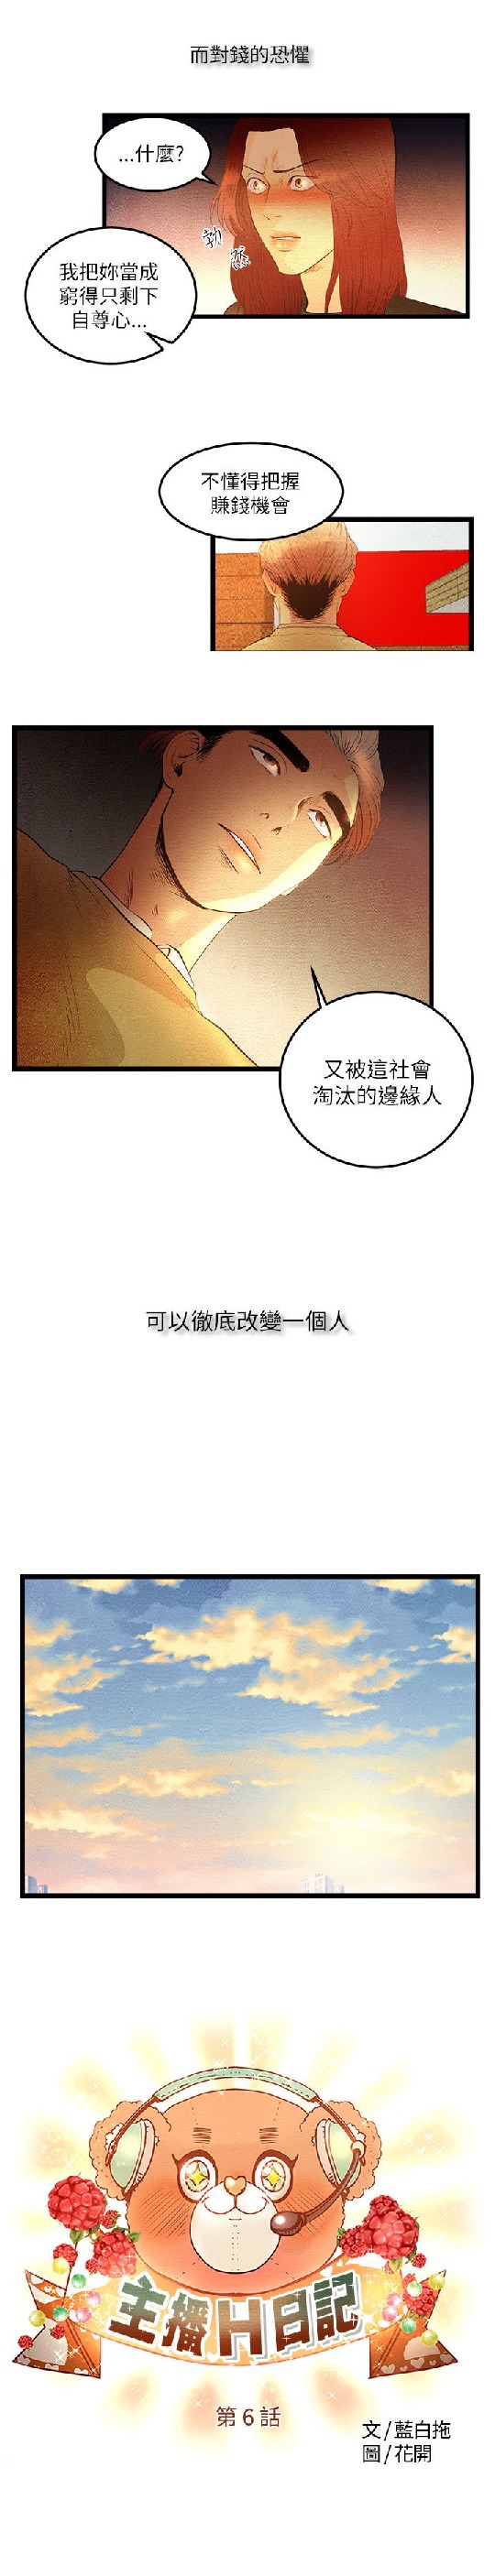 而對錢的恐懼
...什麼?
勃
然
我把妳當成
窮得只剩下
自尊心...
不懂得把握
賺錢機會
又被這社會
淘汰的邊緣人
可以徹底改變一個人
主播H日記
第6話
文/藍白拖
圖/花開